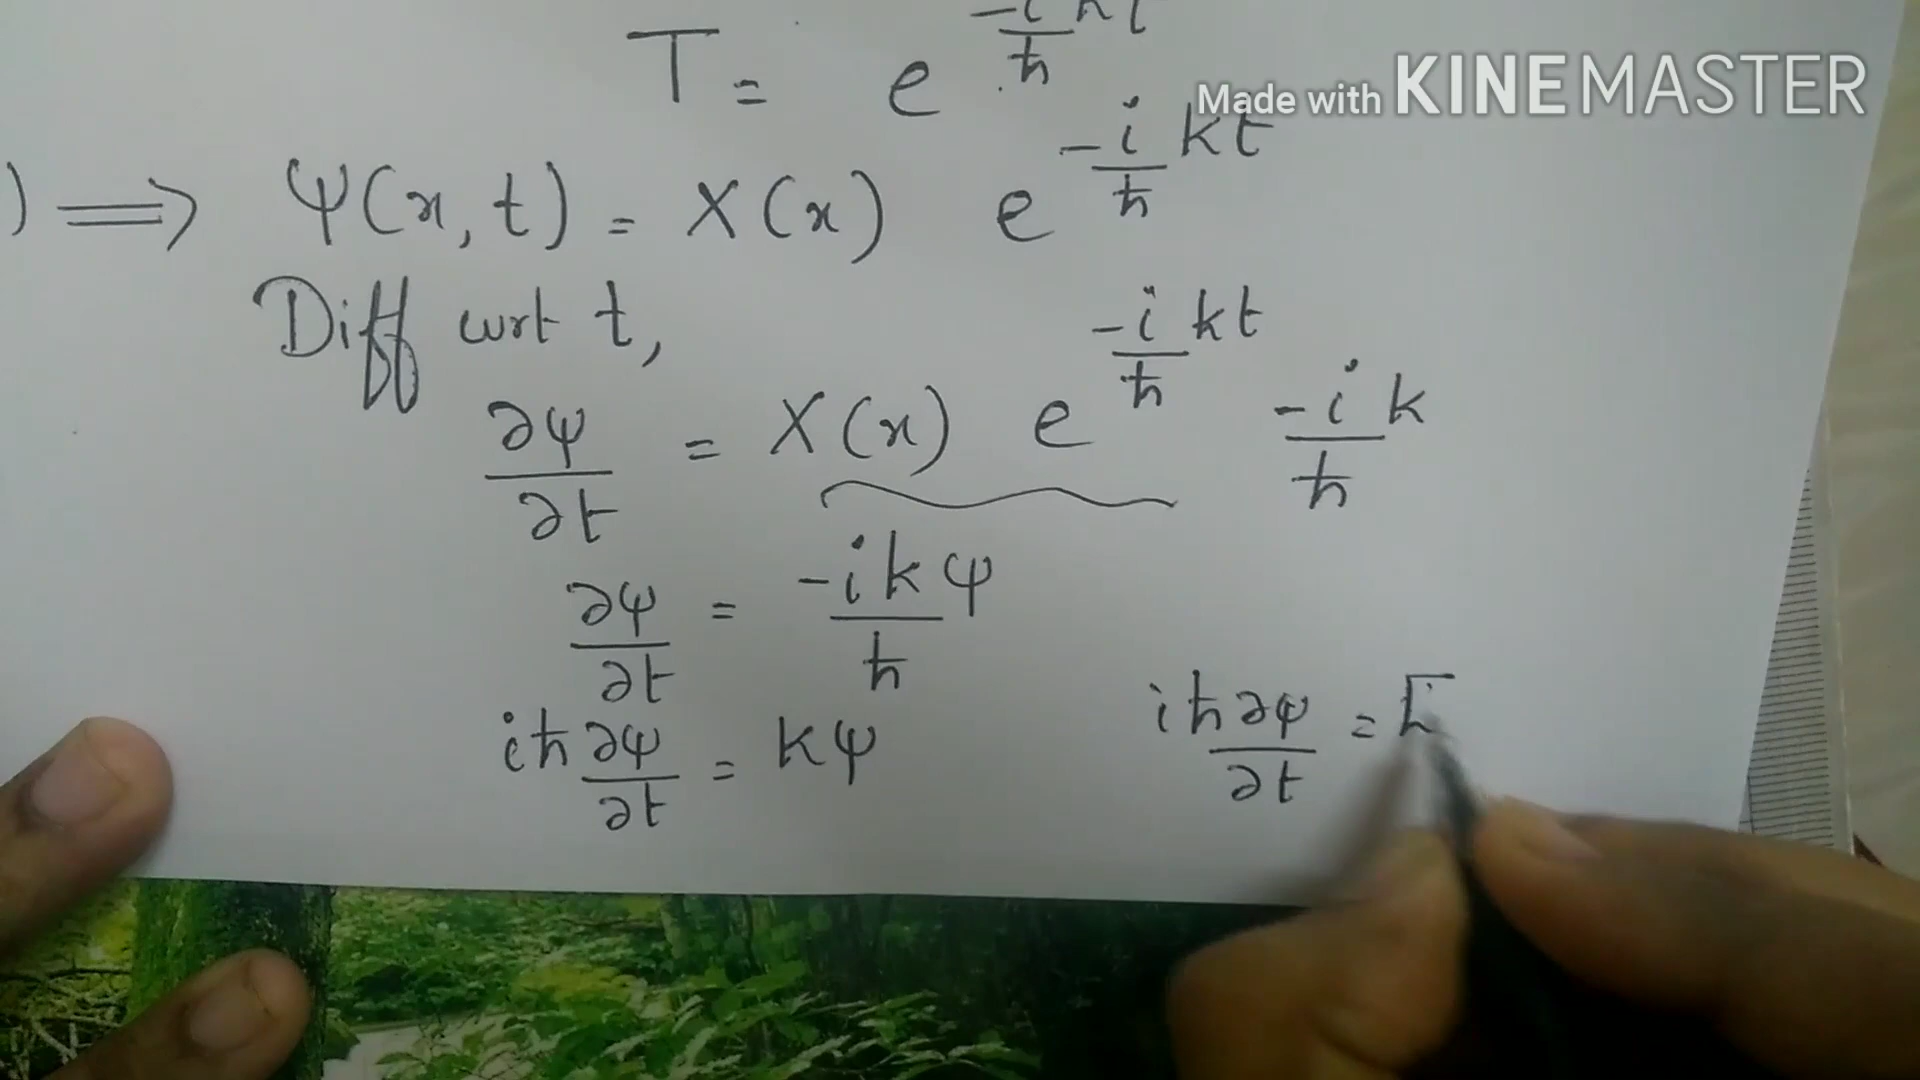 T = e^{-i/ħ kt}
Made with KINEMASTER
) ⟹ Ψ(x, t) = X(x) e^{-i/ħ kt}
Diff wrt t,
∂ψ/∂t = X(x) e^{-i/ħ kt} -ik/ħ
∂ψ/∂t = -ikψ/ħ
iħ ∂ψ/∂t = kψ
iħ ∂ψ/∂t =